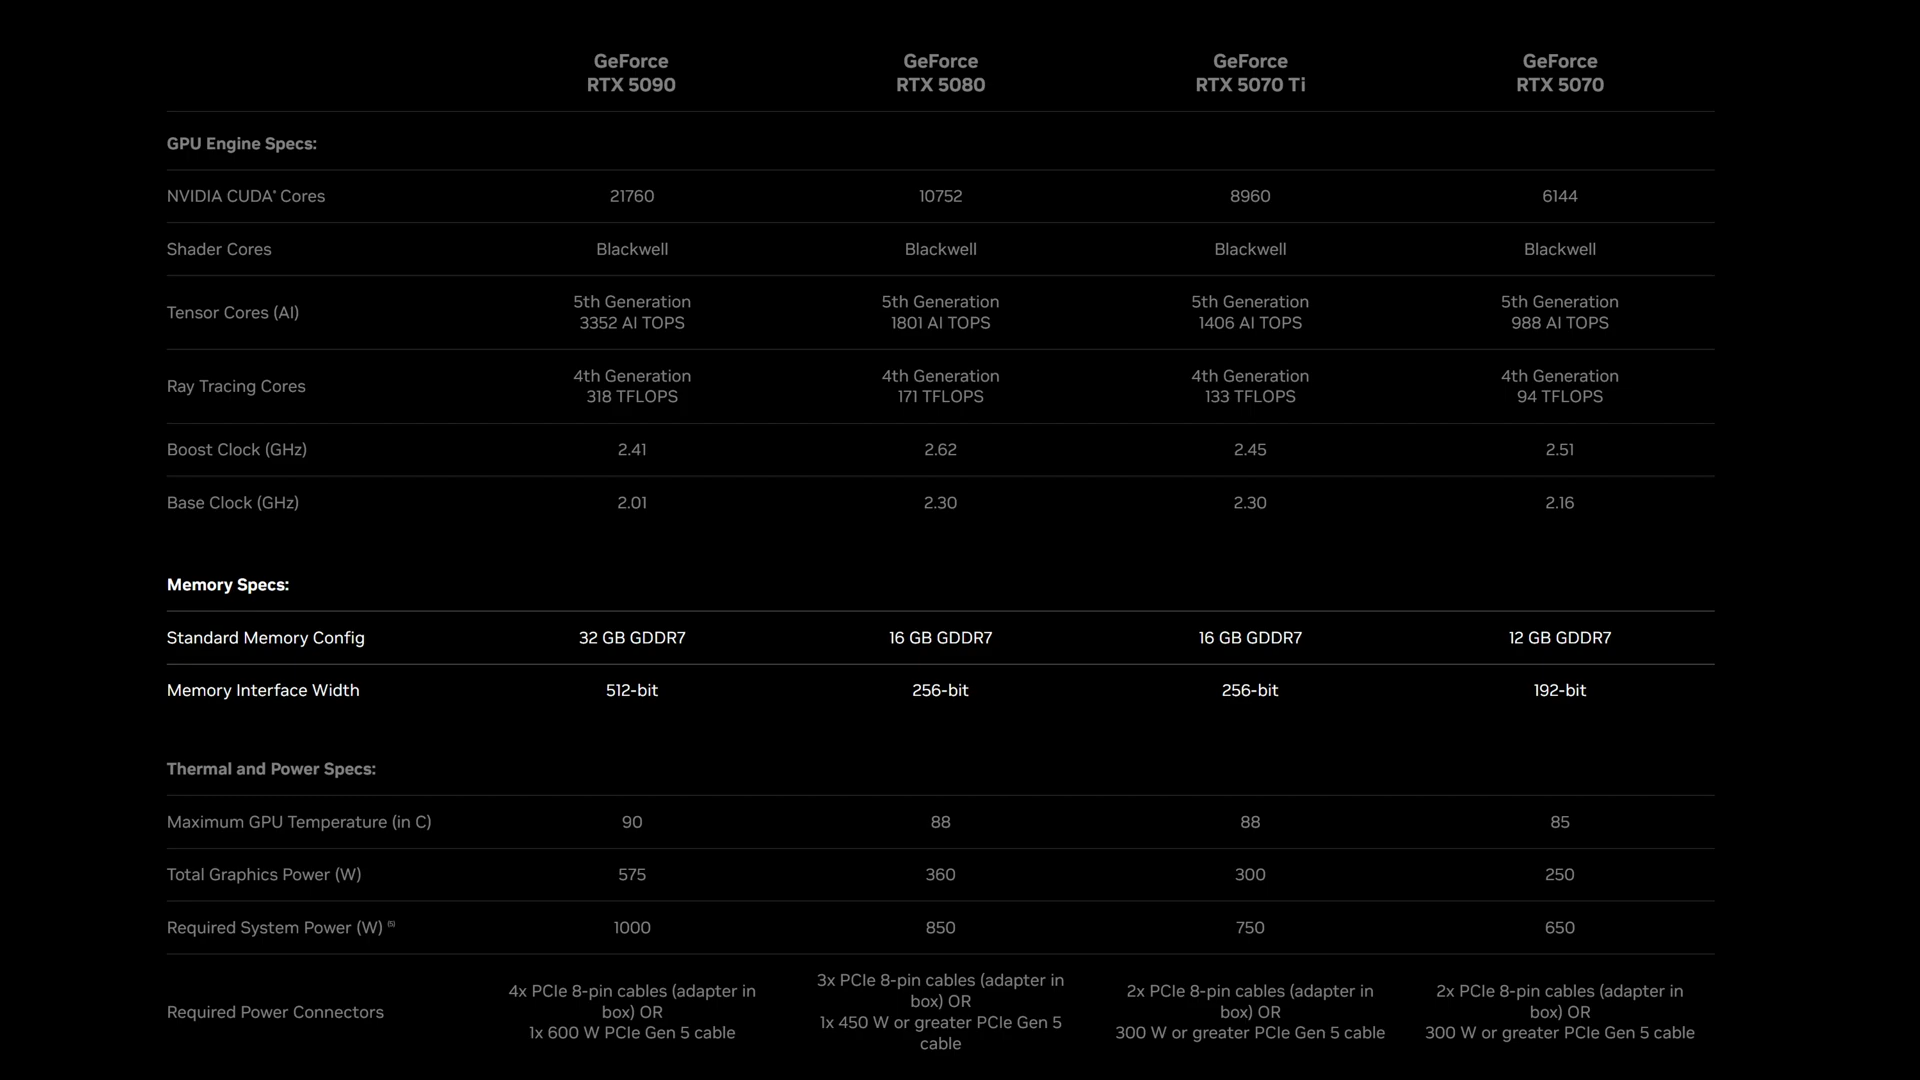 GeForce
RTX 5090
GeForce
RTX 5080
GeForce
RTX 5070 Ti
GeForce
RTX 5070
GPU Engine Specs:
NVIDIA CUDA® Cores 21760 10752 8960 6144
Shader Cores Blackwell Blackwell Blackwell Blackwell
Tensor Cores (AI)
5th Generation
3352 AI TOPS
5th Generation
1801 AI TOPS
5th Generation
1406 AI TOPS
5th Generation
988 AI TOPS
Ray Tracing Cores
4th Generation
318 TFLOPS
4th Generation
171 TFLOPS
4th Generation
133 TFLOPS
4th Generation
94 TFLOPS
Boost Clock (GHz) 2.41 2.62 2.45 2.51
Base Clock (GHz) 2.01 2.30 2.30 2.16
Memory Specs:
Standard Memory Config 32 GB GDDR7 16 GB GDDR7 16 GB GDDR7 12 GB GDDR7
Memory Interface Width 512-bit 256-bit 256-bit 192-bit
Thermal and Power Specs:
Maximum GPU Temperature (in C) 90 88 88 85
Total Graphics Power (W) 575 360 300 250
Required System Power (W) [5] 1000 850 750 650
Required Power Connectors
4x PCIe 8-pin cables (adapter in
box) OR
1x 600 W PCIe Gen 5 cable
3x PCIe 8-pin cables (adapter in
box) OR
1x 450 W or greater PCIe Gen 5
cable
2x PCIe 8-pin cables (adapter in
box) OR
300 W or greater PCIe Gen 5 cable
2x PCIe 8-pin cables (adapter in
box) OR
300 W or greater PCIe Gen 5 cable